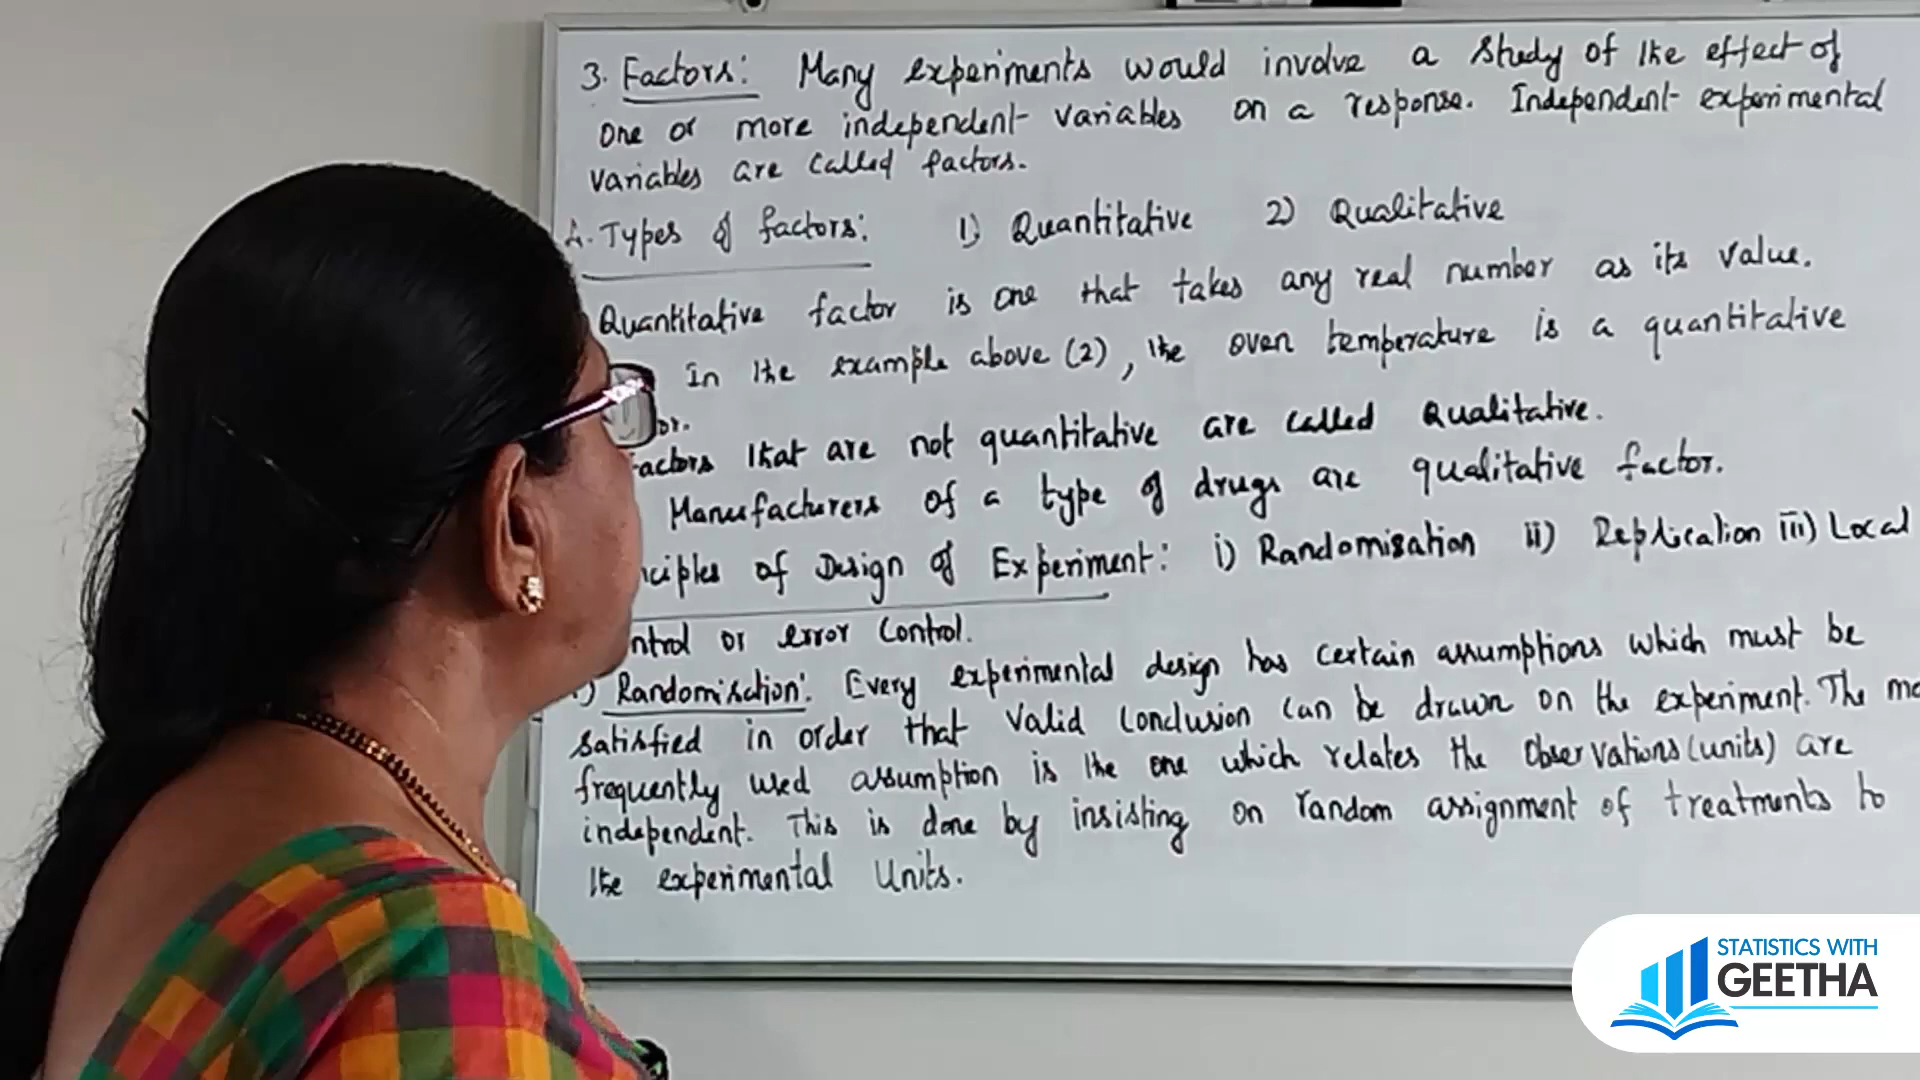 3. Factors: Many experiments would involve a study of the effect of
one or more independent variables on a response. Independent experimental
variables are called factors.
4. Types of factors: 1) Quantitative 2) Qualitative
Quantitative factor is one that takes any real number as its value.
In the example above (2), the oven temperature is a quantitative
or.
actors that are not quantitative are called Qualitative.
Manufacturers of a type of drugs are qualitative factor.
nciples of Design of Experiment: i) Randomisation ii) Replication iii) Local
ntrol or error control.
) Randomisation: Every experimental design has certain assumptions which must be
satisfied in order that valid conclusion can be drawn on the experiment. The mo
frequently used assumption is the one which relates the observations (units) are
independent. This is done by insisting on random assignment of treatments to
the experimental units.
STATISTICS WITH
GEETHA